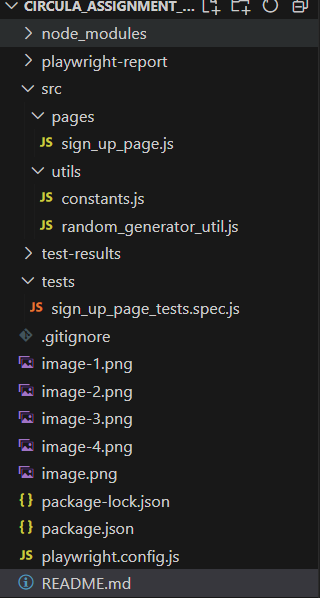 CIRCULA_ASSIGNMENT_...
node_modules
playwright-report
src
pages
JS sign_up_page.js
utils
JS constants.js
JS random_generator_util.js
test-results
tests
JS sign_up_page_tests.spec.js
.gitignore
image-1.png
image-2.png
image-3.png
image-4.png
image.png
{ } package-lock.json
{ } package.json
JS playwright.config.js
README.md